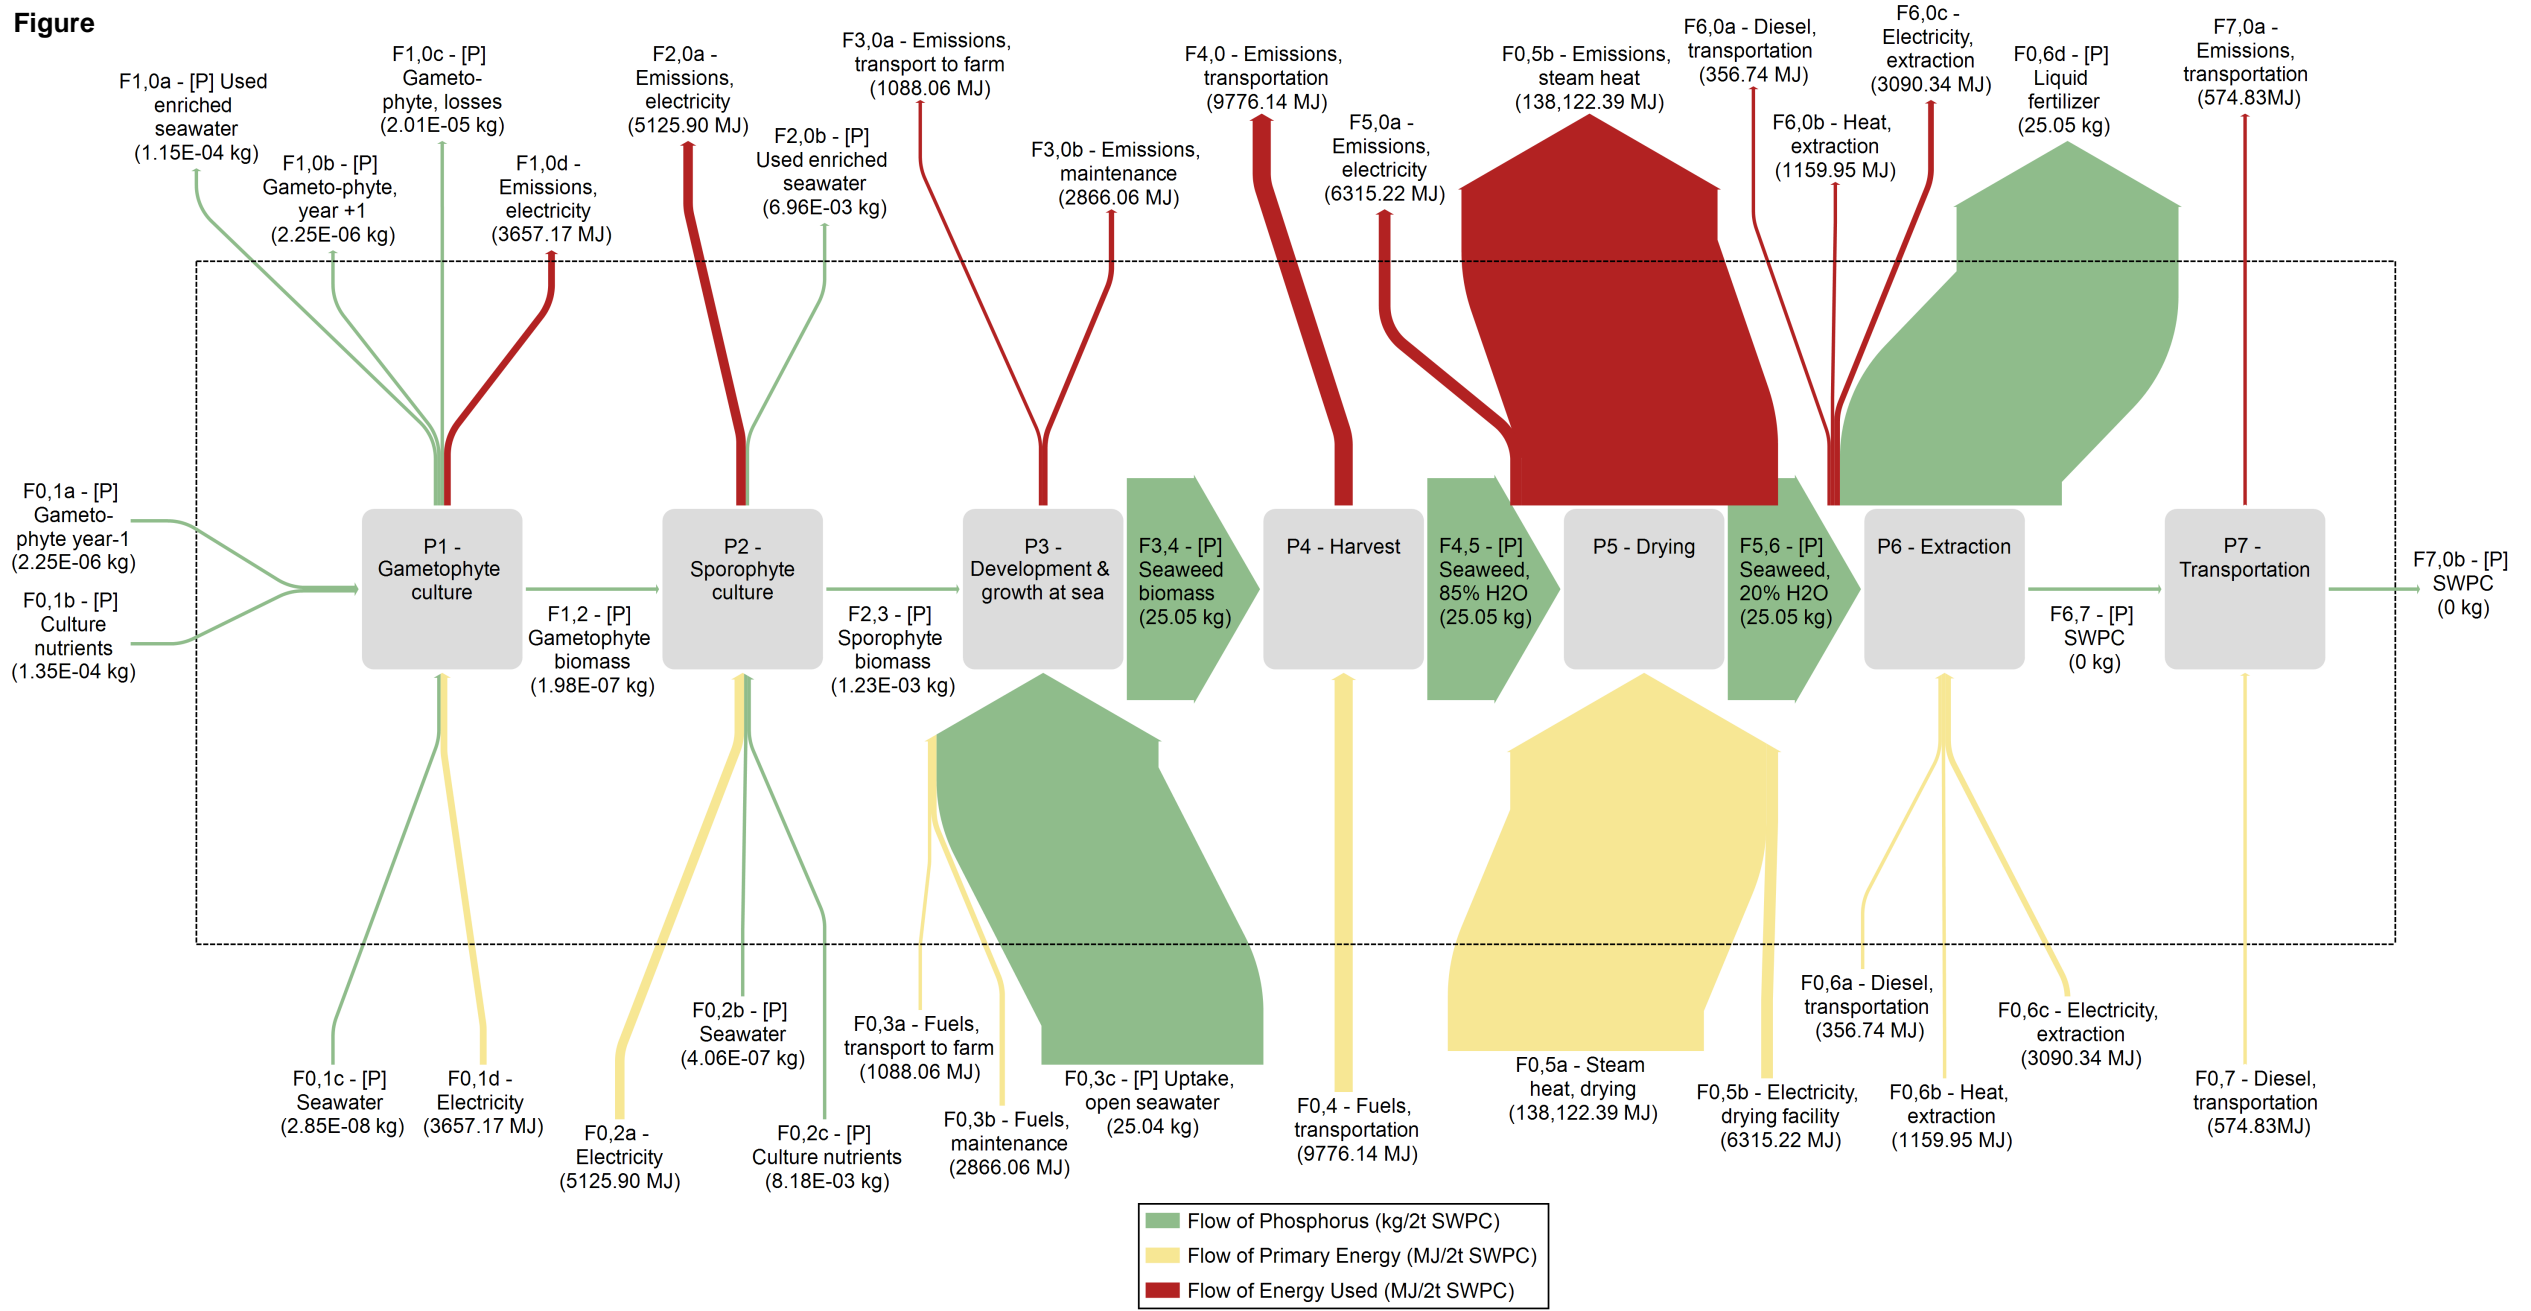 Figure
F1,0a - [P] Used
enriched
seawater
(1.15E-04 kg)
F1,0b - [P]
Gameto-phyte,
year +1
(2.25E-06 kg)
F1,0c - [P]
Gameto-
phyte, losses
(2.01E-05 kg)
F1,0d -
Emissions,
electricity
(3657.17 MJ)
F2,0a -
Emissions,
electricity
(5125.90 MJ)
F2,0b - [P]
Used enriched
seawater
(6.96E-03 kg)
F3,0a - Emissions,
transport to farm
(1088.06 MJ)
F3,0b - Emissions,
maintenance
(2866.06 MJ)
F4,0 - Emissions,
transportation
(9776.14 MJ)
F5,0a -
Emissions,
electricity
(6315.22 MJ)
F0,5b - Emissions,
steam heat
(138,122.39 MJ)
F6,0a - Diesel,
transportation
(356.74 MJ)
F6,0b - Heat,
extraction
(1159.95 MJ)
F6,0c -
Electricity,
extraction
(3090.34 MJ)
F0,6d - [P]
Liquid
fertilizer
(25.05 kg)
F7,0a -
Emissions,
transportation
(574.83MJ)
F0,1a - [P]
Gameto-
phyte year-1
(2.25E-06 kg)
F0,1b - [P]
Culture
nutrients
(1.35E-04 kg)
P1 -
Gametophyte
culture
F1,2 - [P]
Gametophyte
biomass
(1.98E-07 kg)
P2 -
Sporophyte
culture
F2,3 - [P]
Sporophyte
biomass
(1.23E-03 kg)
P3 -
Development &
growth at sea
F3,4 - [P]
Seaweed
biomass
(25.05 kg)
P4 - Harvest
F4,5 - [P]
Seaweed,
85% H2O
(25.05 kg)
P5 - Drying
F5,6 - [P]
Seaweed,
20% H2O
(25.05 kg)
P6 - Extraction
F6,7 - [P]
SWPC
(0 kg)
P7 -
Transportation
F7,0b - [P]
SWPC
(0 kg)
F0,1c - [P]
Seawater
(2.85E-08 kg)
F0,1d -
Electricity
(3657.17 MJ)
F0,2a -
Electricity
(5125.90 MJ)
F0,2b - [P]
Seawater
(4.06E-07 kg)
F0,2c - [P]
Culture nutrients
(8.18E-03 kg)
F0,3a - Fuels,
transport to farm
(1088.06 MJ)
F0,3b - Fuels,
maintenance
(2866.06 MJ)
F0,3c - [P] Uptake,
open seawater
(25.04 kg)
F0,4 - Fuels,
transportation
(9776.14 MJ)
F0,5a - Steam
heat, drying
(138,122.39 MJ)
F0,5b - Electricity,
drying facility
(6315.22 MJ)
F0,6a - Diesel,
transportation
(356.74 MJ)
F0,6b - Heat,
extraction
(1159.95 MJ)
F0,6c - Electricity,
extraction
(3090.34 MJ)
F0,7 - Diesel,
transportation
(574.83MJ)
Flow of Phosphorus (kg/2t SWPC)
Flow of Primary Energy (MJ/2t SWPC)
Flow of Energy Used (MJ/2t SWPC)